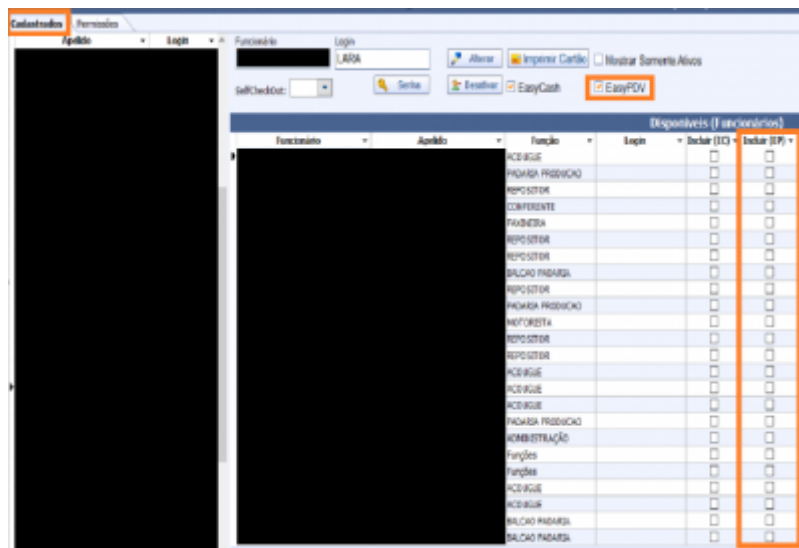 Cadastrados Permissões
Apelido Login
Funcionário Login
LARA
Alterar Imprimir Cartão Mostrar Somente Ativos
SelfCheckOut: Senha Desativar EasyCash EasyPDV
Disponíveis (Funcionários)
Funcionário Apelido Função Login Incluir (EC) Incluir (EP)
ACOUGUE
PADARIA PRODUCAO
REPOSITOR
CONFERENTE
FAXINEIRA
REPOSITOR
REPOSITOR
BALCAO PADARIA
REPOSITOR
PADARIA PRODUCAO
MOTORISTA
REPOSITOR
REPOSITOR
ACOUGUE
ACOUGUE
ACOUGUE
PADARIA PRODUCAO
ADMINISTRAÇÃO
Funções
Funções
ACOUGUE
ACOUGUE
BALCAO PADARIA
BALCAO PADARIA